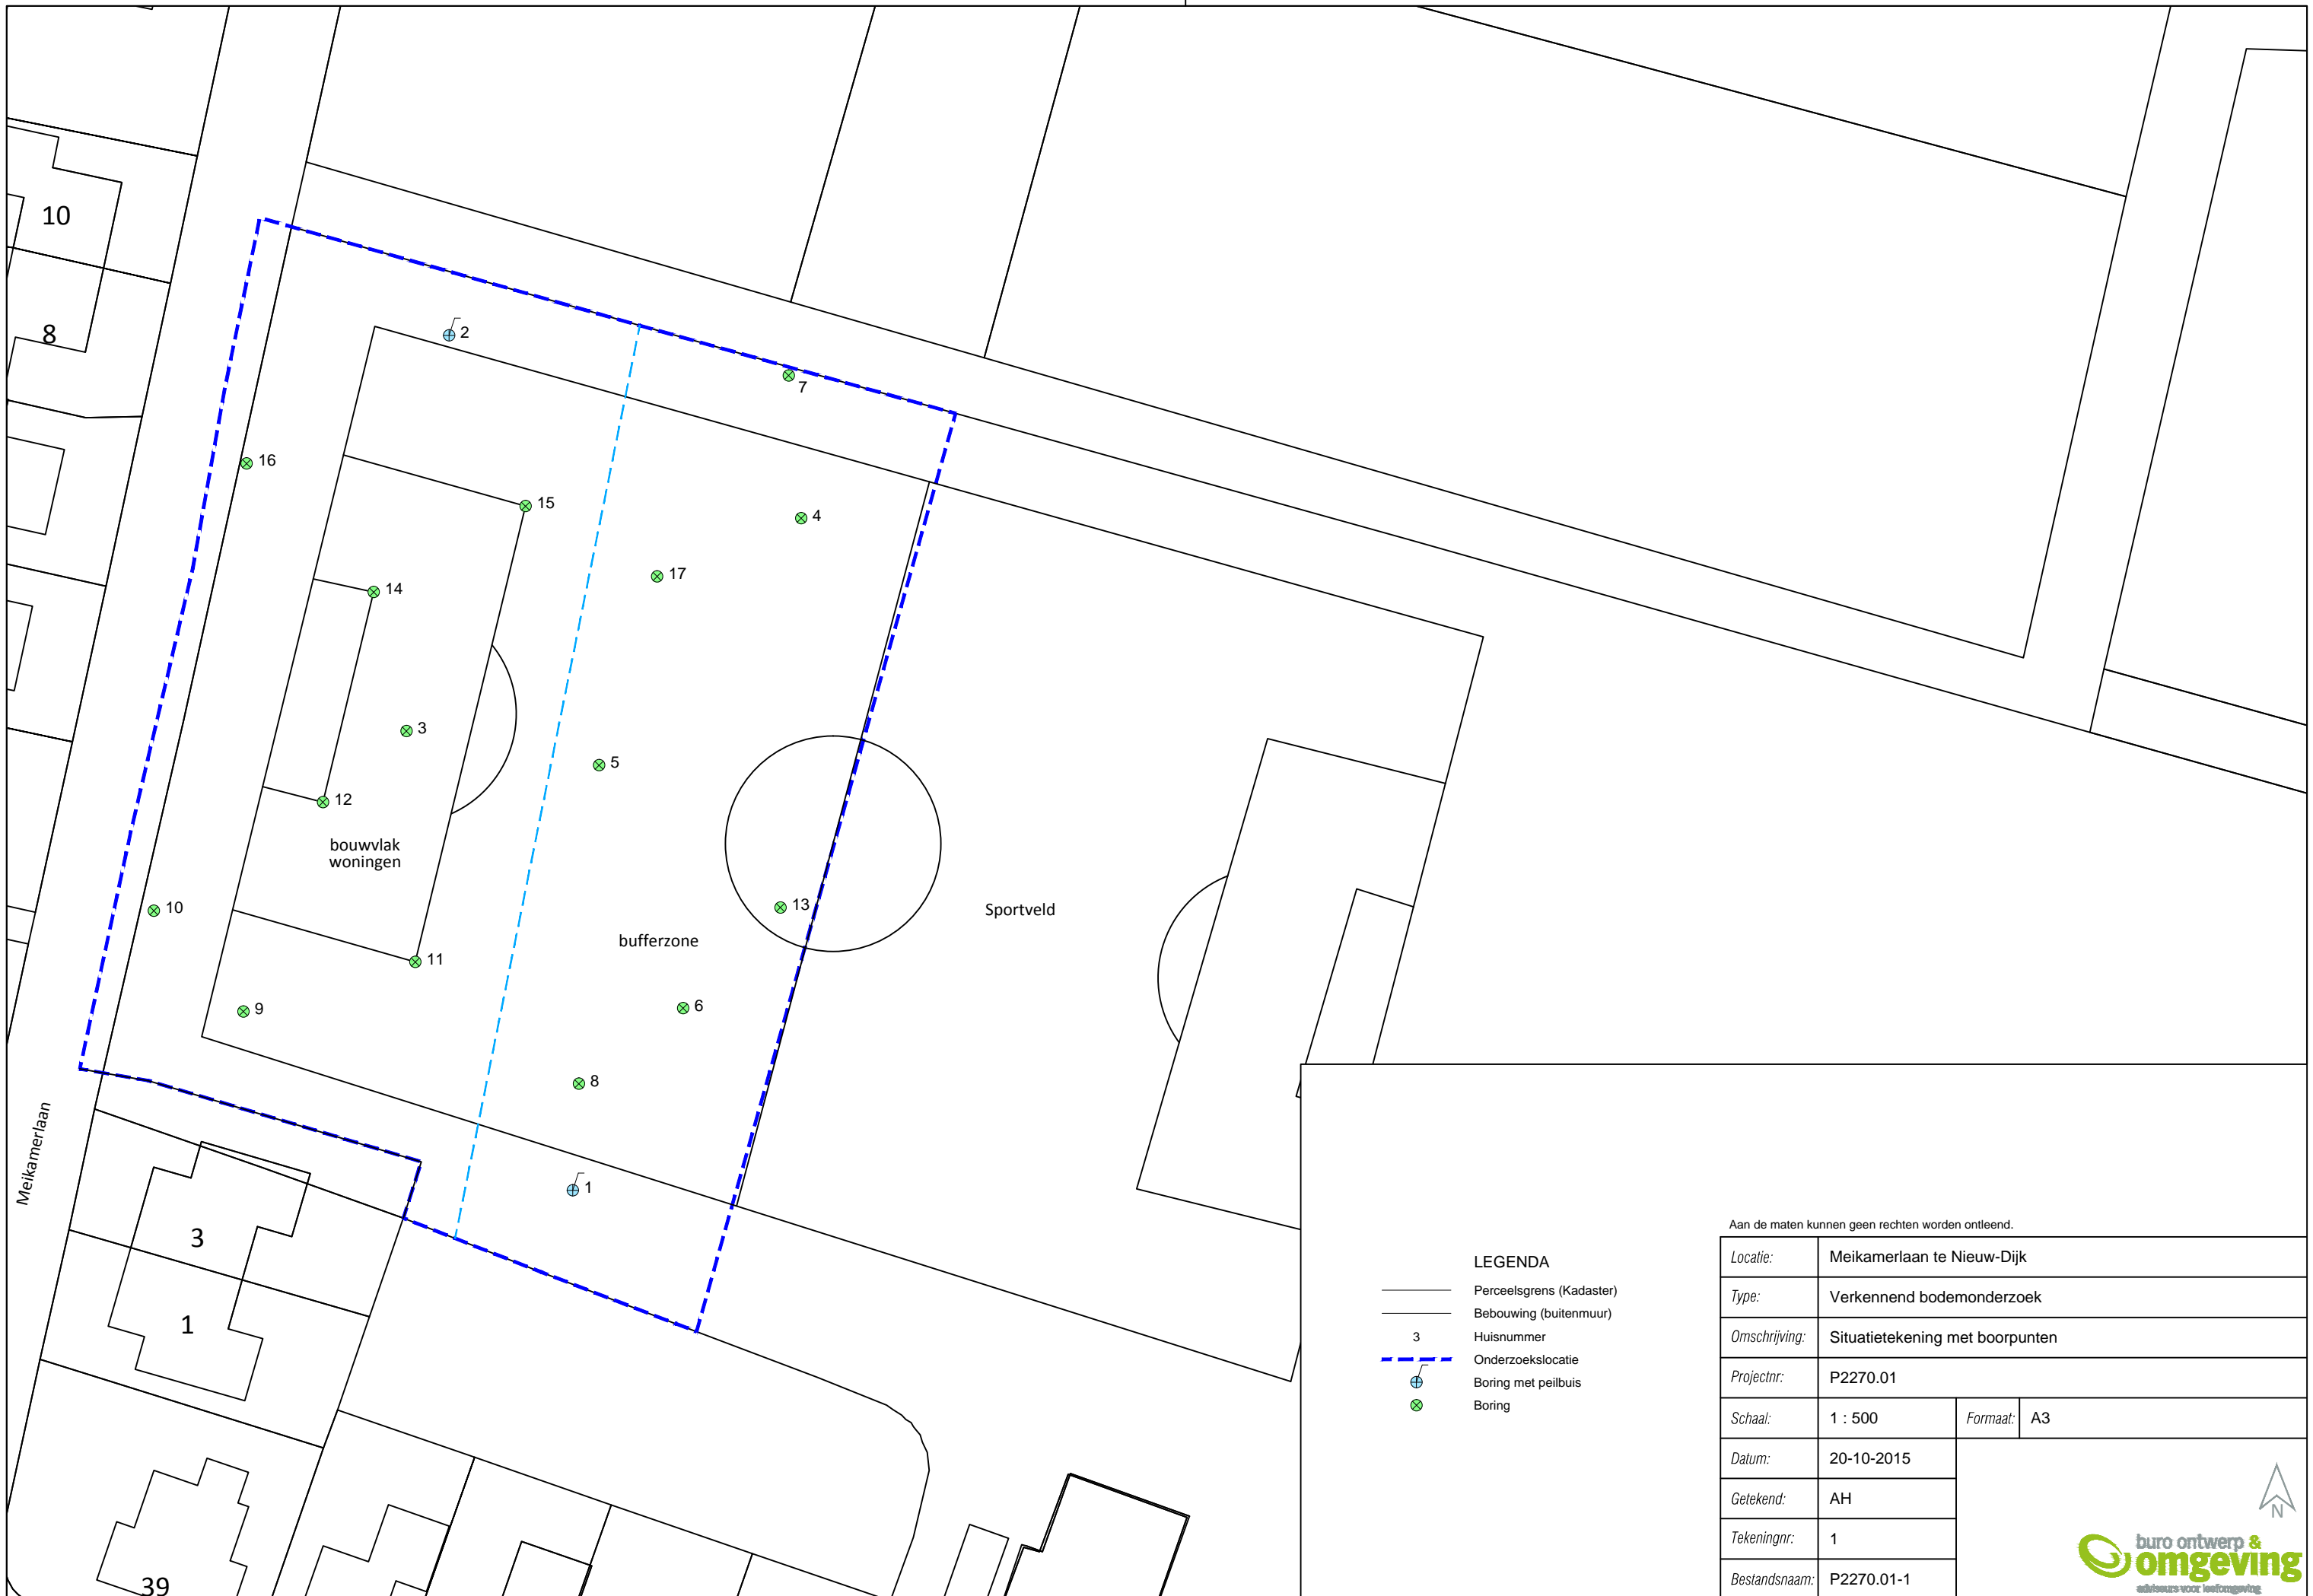 10
8
2
7
16
15
4
17
14
3
5
12
bouwvlak
woningen
10
13
Sportveld
bufferzone
11
9
6
8
Meikamerlaan
1
3
1
39
Aan de maten kunnen geen rechten worden ontleend.
LEGENDA
Perceelsgrens (Kadaster)
Bebouwing (buitenmuur)
3 Huisnummer
Onderzoekslocatie
Boring met peilbuis
Boring
Locatie: Meikamerlaan te Nieuw-Dijk
Type: Verkennend bodemonderzoek
Omschrijving: Situatietekening met boorpunten
Projectnr: P2270.01
Schaal: 1 : 500 Formaat: A3
Datum: 20-10-2015
Getekend: AH
Tekeningnr: 1
Bestandsnaam: P2270.01-1
N
buro ontwerp &
omgeving
adviseurs voor leefomgeving